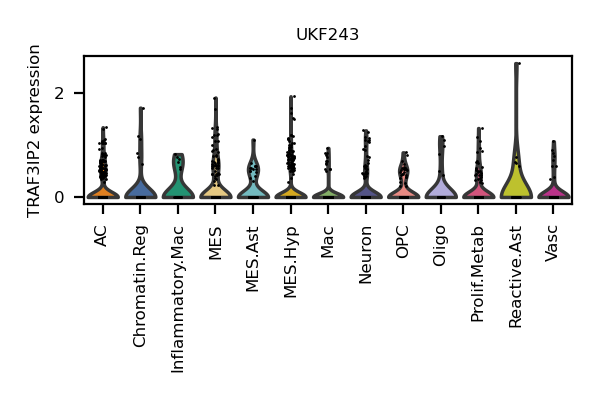 UKF243
TRAF3IP2 expression
2
0
AC
Chromatin.Reg
Inflammatory.Mac
MES
MES.Ast
MES.Hyp
Mac
Neuron
OPC
Oligo
Prolif.Metab
Reactive.Ast
Vasc